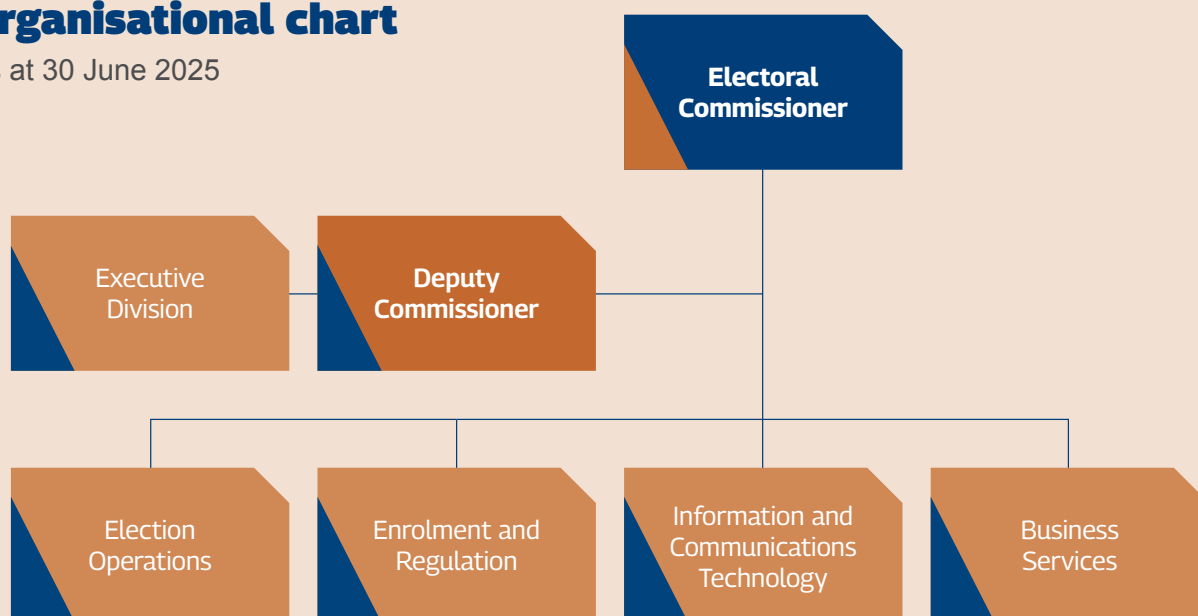 rganisational chart
at 30 June 2025
Electoral
Commissioner
Executive
Division
Deputy
Commissioner
Election
Operations
Enrolment and
Regulation
Information and
Communications
Technology
Business
Services